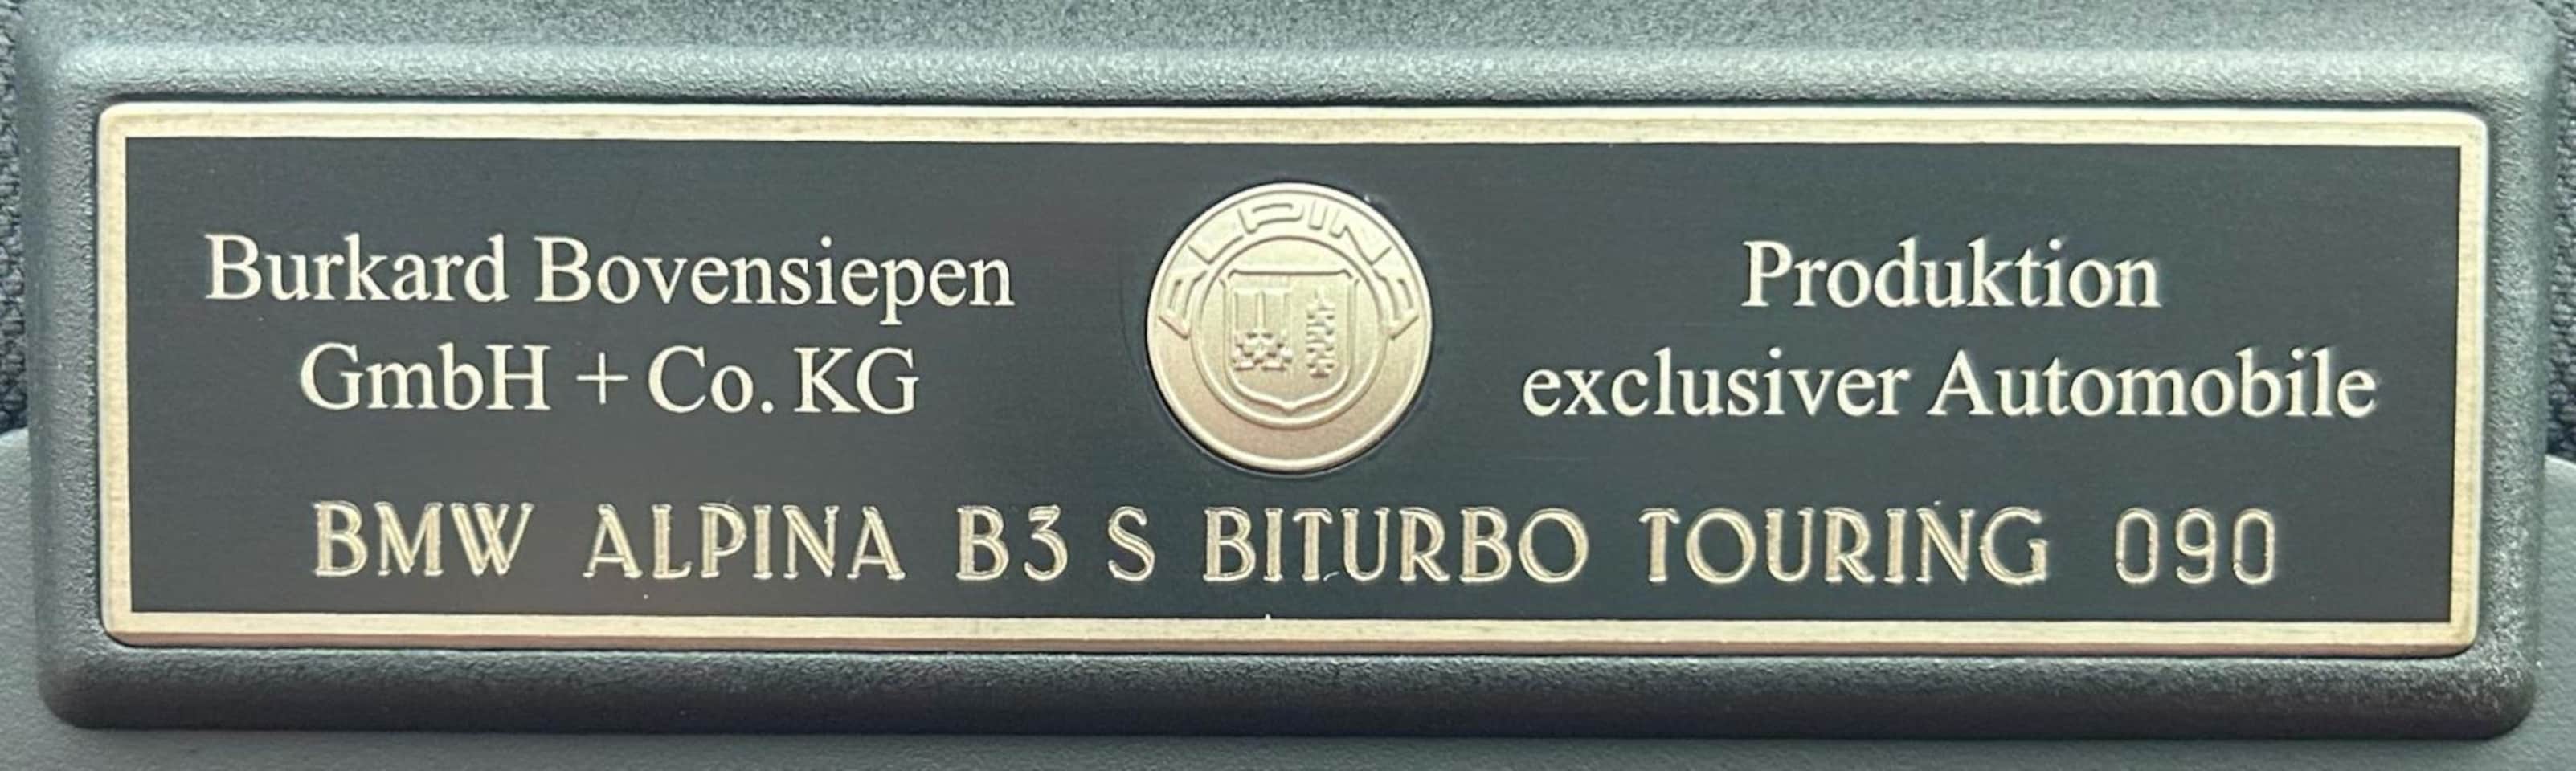 Burkard Bovensiepen
GmbH + Co. KG
ALPINA
Produktion
exclusiver Automobile
BMW ALPINA B3 S BITURBO TOURING 090